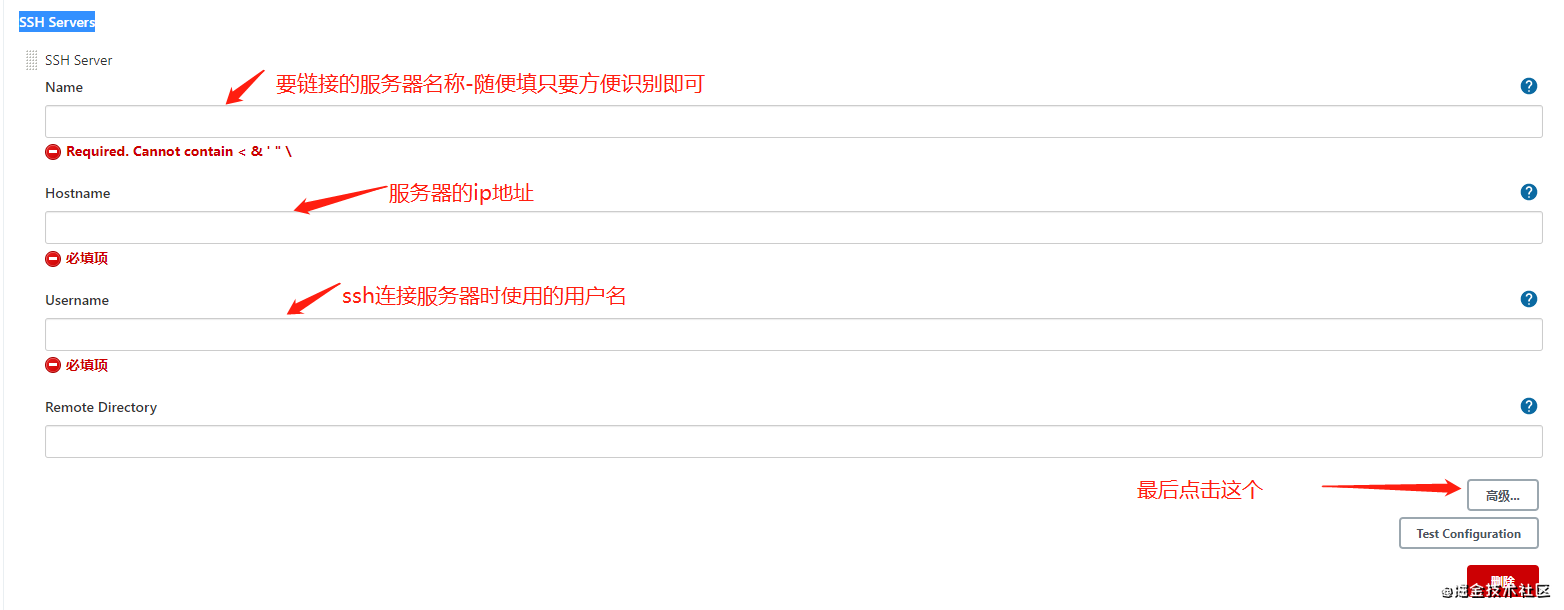 SSH Servers
SSH Server
Name
要链接的服务器名称-随便填只要方便识别即可
Required. Cannot contain < & ' " \
Hostname
服务器的ip地址
必填项
Username
ssh连接服务器时使用的用户名
必填项
Remote Directory
最后点击这个
高级...
Test Configuration
删除
@掘金技术社区